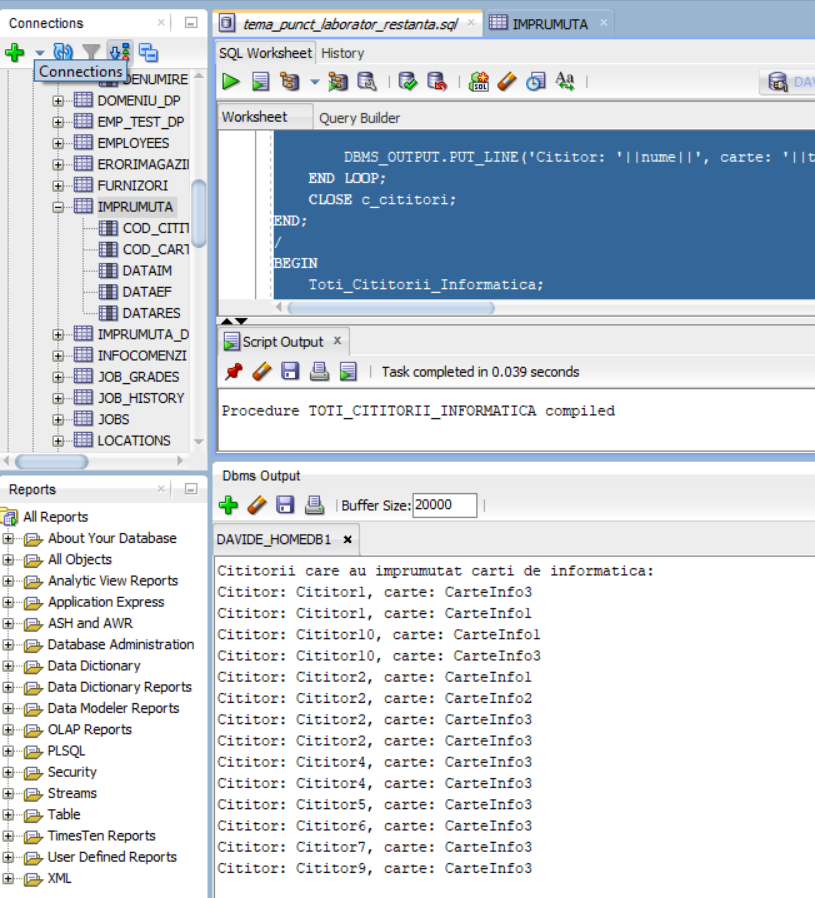 Connections
Connections
DENUMIRE
DOMENIU_DP
EMP_TEST_DP
EMPLOYEES
ERORIMAGAZI
FURNIZORI
IMPRUMUTA
COD_CITIT
COD_CART
DATAIM
DATAEF
DATARES
IMPRUMUTA_D
INFOCOMENZI
JOB_GRADES
JOB_HISTORY
JOBS
LOCATIONS
Reports
All Reports
About Your Database
All Objects
Analytic View Reports
Application Express
ASH and AWR
Database Administration
Data Dictionary
Data Dictionary Reports
Data Modeler Reports
OLAP Reports
PLSQL
Security
Streams
Table
TimesTen Reports
User Defined Reports
XML
tema_punct_laborator_restanta.sql
IMPRUMUTA
SQL Worksheet History
SQL
Aa
DAV
Worksheet Query Builder
DBMS_OUTPUT.PUT_LINE('Cititor: '||nume||', carte: '||t
END LOOP;
CLOSE c_cititori;
END;
/
BEGIN
Toti_Cititorii_Informatica;
Script Output
Task completed in 0.039 seconds
Procedure TOTI_CITITORII_INFORMATICA compiled
Dbms Output
Buffer Size: 20000
DAVIDE_HOMEDB1
Cititorii care au imprumutat carti de informatica:
Cititor: Cititor1, carte: CarteInfo3
Cititor: Cititor1, carte: CarteInfo1
Cititor: Cititor10, carte: CarteInfo1
Cititor: Cititor10, carte: CarteInfo3
Cititor: Cititor2, carte: CarteInfo1
Cititor: Cititor2, carte: CarteInfo2
Cititor: Cititor2, carte: CarteInfo3
Cititor: Cititor2, carte: CarteInfo3
Cititor: Cititor4, carte: CarteInfo3
Cititor: Cititor4, carte: CarteInfo3
Cititor: Cititor5, carte: CarteInfo3
Cititor: Cititor6, carte: CarteInfo3
Cititor: Cititor7, carte: CarteInfo3
Cititor: Cititor9, carte: CarteInfo3